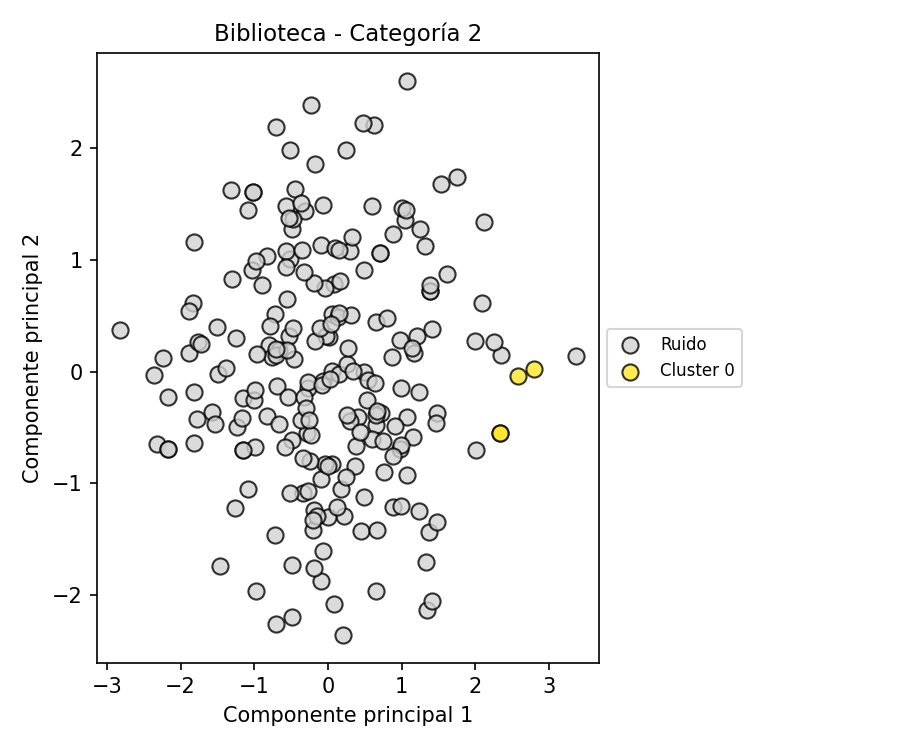 Biblioteca - Categoría 2
Componente principal 2
2
1
0
−1
−2
−3
−2
−1
0
1
2
3
Componente principal 1
Ruido
Cluster 0